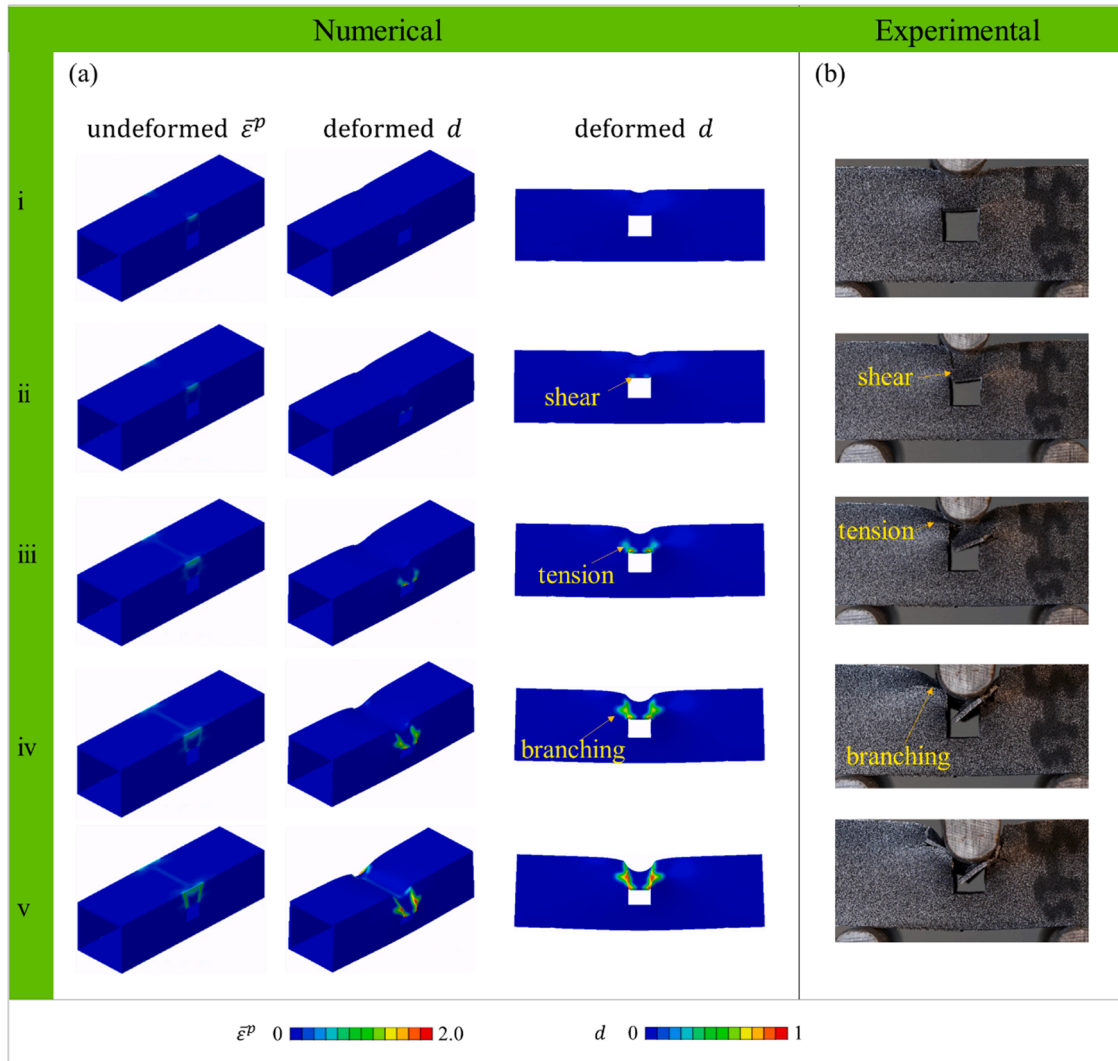 Numerical
Experimental
(a)
(b)
undeformed ε̄ᵖ
deformed d
deformed d
i
ii
shear
shear
iii
tension
tension
iv
branching
branching
v
ε̄ᵖ 0 2.0
d 0 1